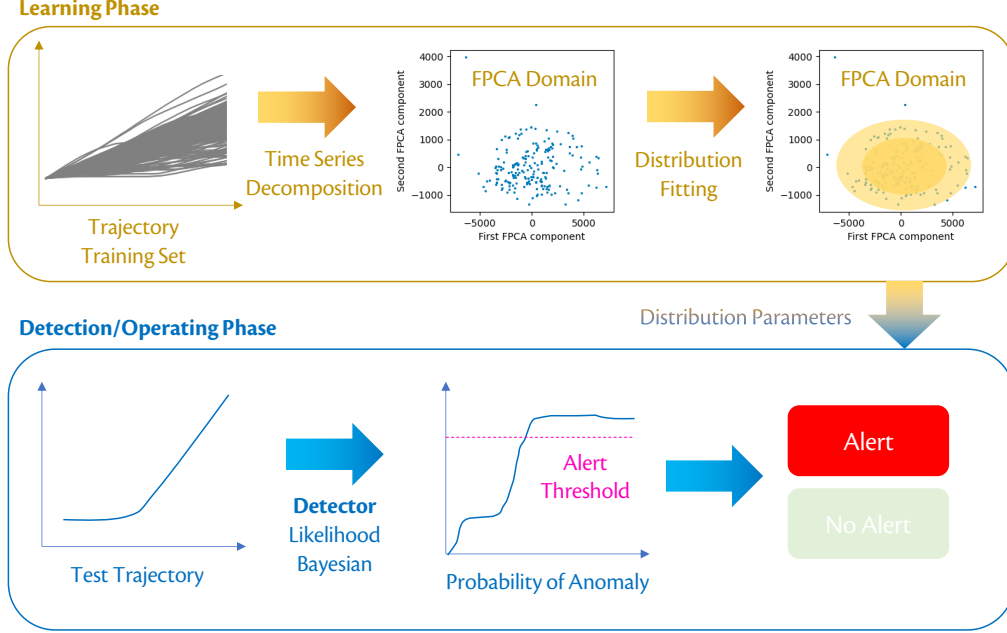 Learning Phase
Time Series
Decomposition
Trajectory
Training Set
FPCA Domain
Second FPCA component
4000
3000
2000
1000
0
−1000
−5000
0
5000
First FPCA component
Distribution
Fitting
FPCA Domain
Second FPCA component
4000
3000
2000
1000
0
−1000
−5000
0
5000
First FPCA component
Distribution Parameters
Detection/Operating Phase
Test Trajectory
Detector
Likelihood
Bayesian
Alert
Threshold
Probability of Anomaly
Alert
No Alert